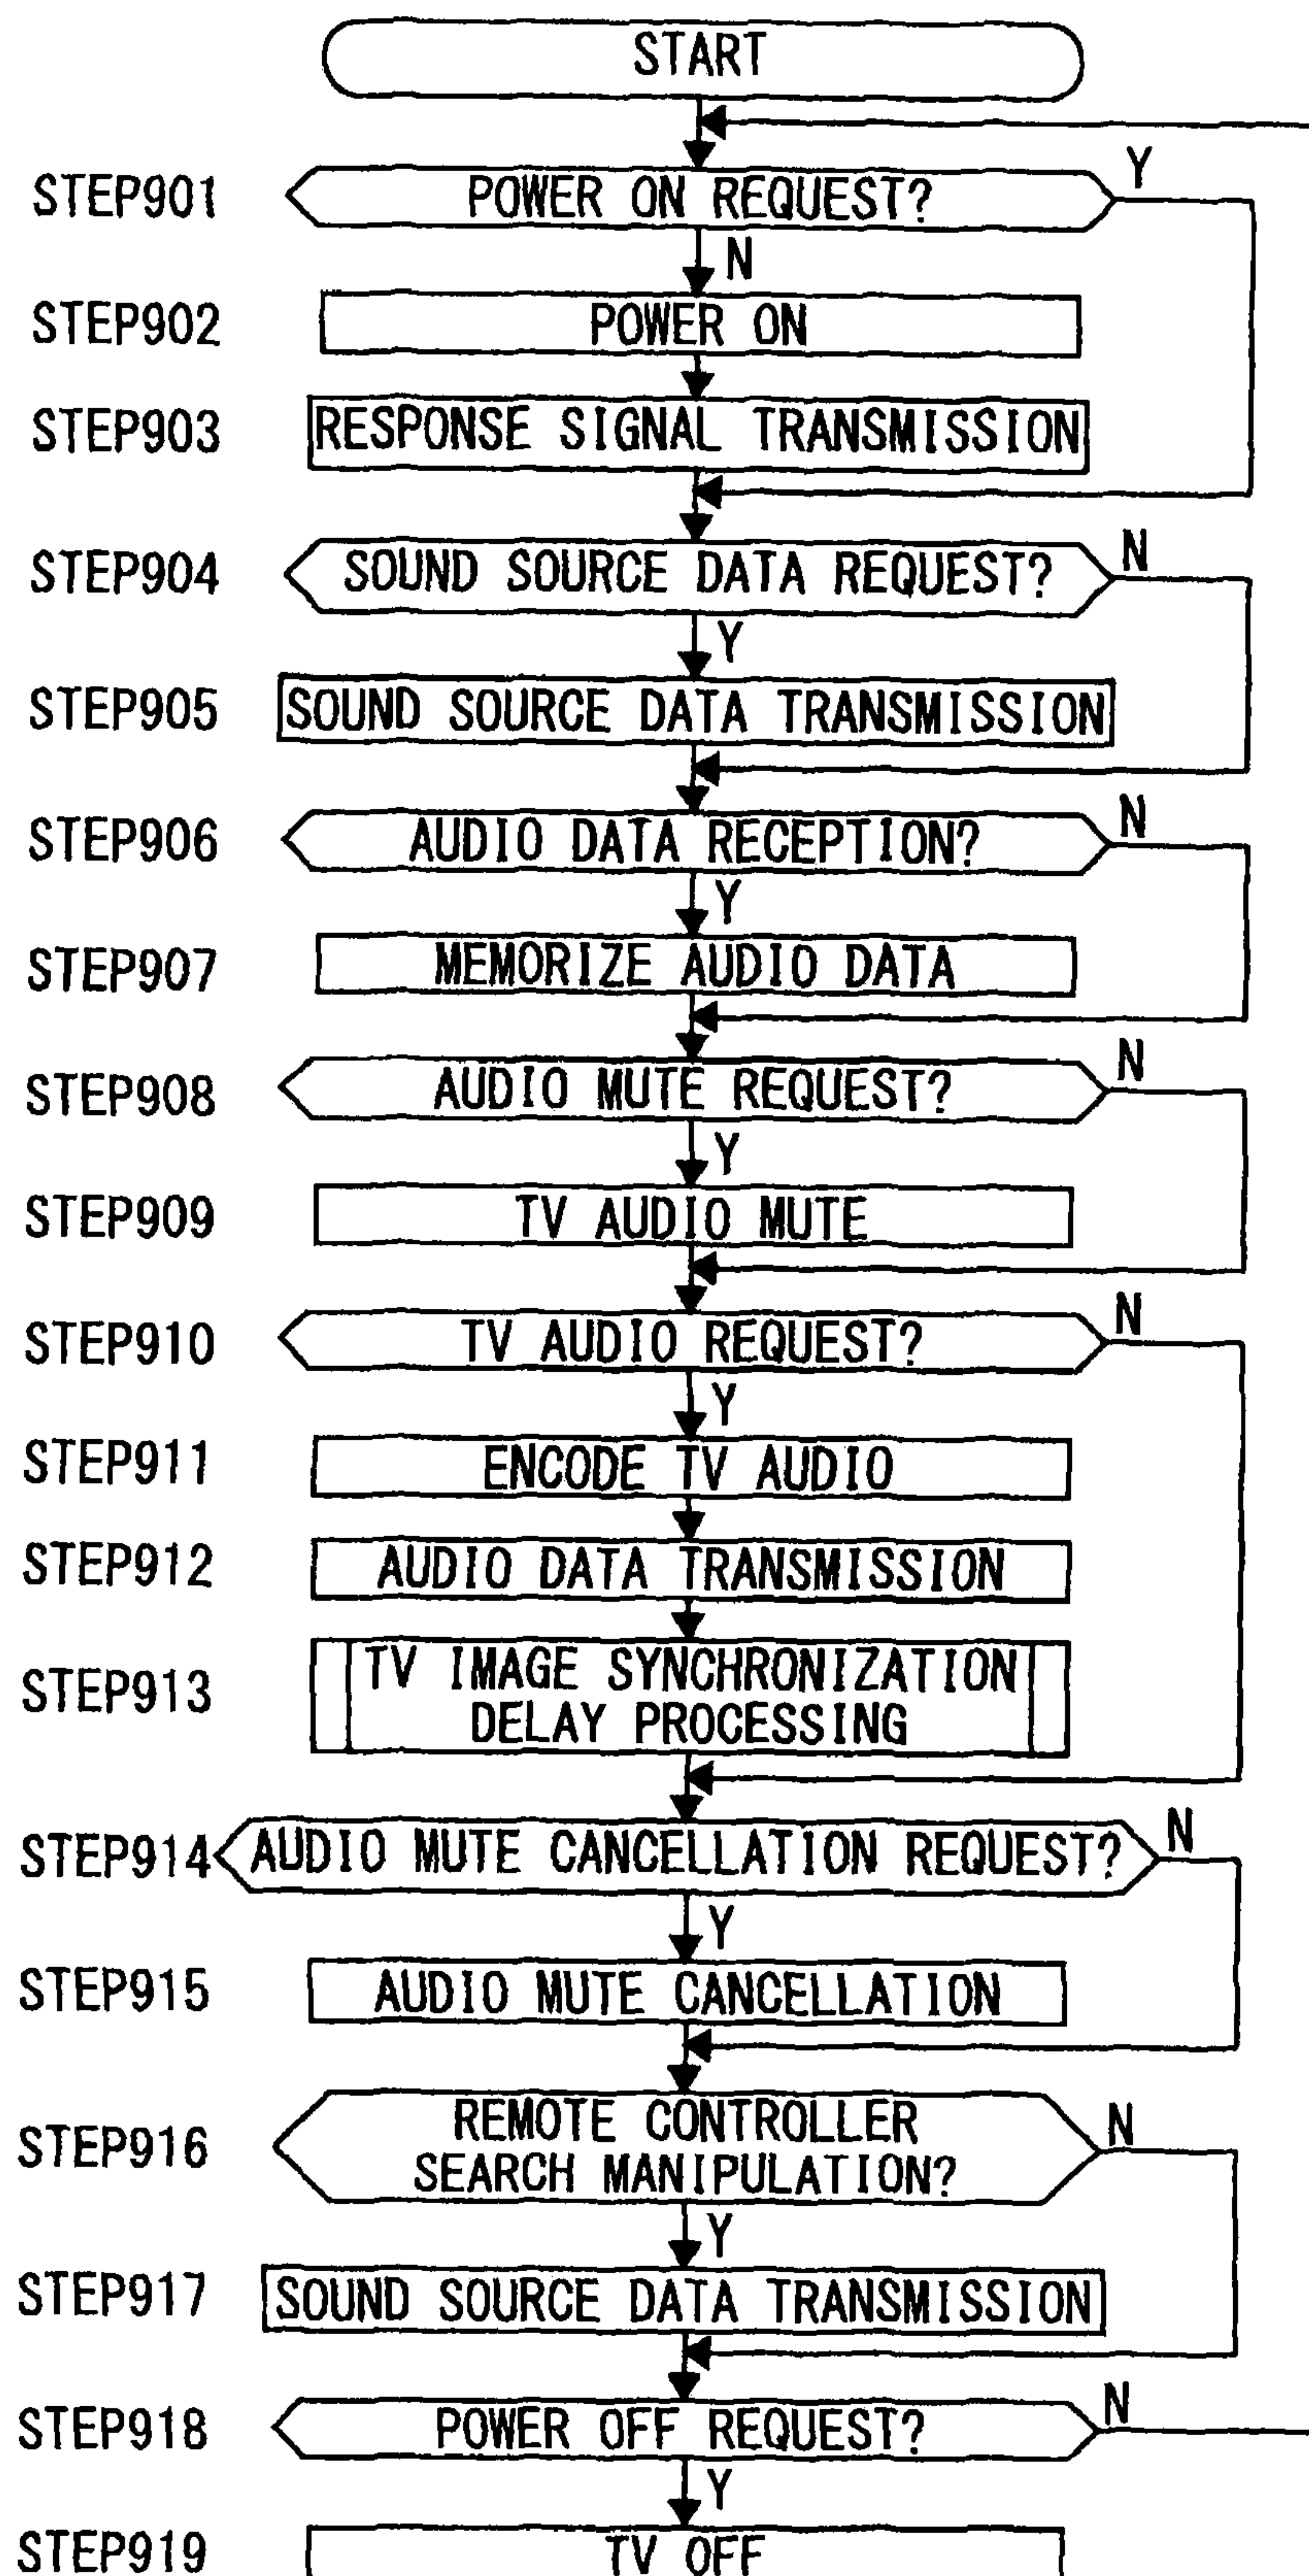 START
STEP901
POWER ON REQUEST?
Y
N
STEP902
POWER ON
STEP903
RESPONSE SIGNAL TRANSMISSION
STEP904
SOUND SOURCE DATA REQUEST?
N
Y
STEP905
SOUND SOURCE DATA TRANSMISSION
STEP906
AUDIO DATA RECEPTION?
N
Y
STEP907
MEMORIZE AUDIO DATA
STEP908
AUDIO MUTE REQUEST?
N
Y
STEP909
TV AUDIO MUTE
STEP910
TV AUDIO REQUEST?
N
Y
STEP911
ENCODE TV AUDIO
STEP912
AUDIO DATA TRANSMISSION
STEP913
TV IMAGE SYNCHRONIZATION
DELAY PROCESSING
STEP914
AUDIO MUTE CANCELLATION REQUEST?
N
Y
STEP915
AUDIO MUTE CANCELLATION
STEP916
REMOTE CONTROLLER
SEARCH MANIPULATION?
N
Y
STEP917
SOUND SOURCE DATA TRANSMISSION
STEP918
POWER OFF REQUEST?
N
Y
STEP919
TV OFF